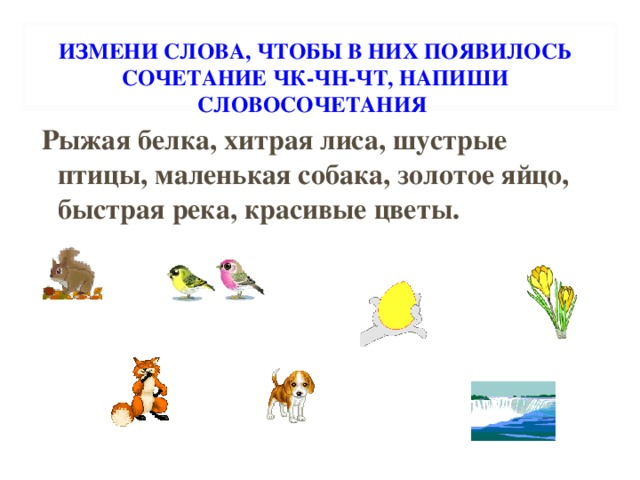 ИЗМЕНИ СЛОВА, ЧТОБЫ В НИХ ПОЯВИЛОСЬ
СОЧЕТАНИЕ ЧК-ЧН-ЧТ, НАПИШИ
СЛОВОСОЧЕТАНИЯ
Рыжая белка, хитрая лиса, шустрые
птицы, маленькая собака, золотое яйцо,
быстрая река, красивые цветы.